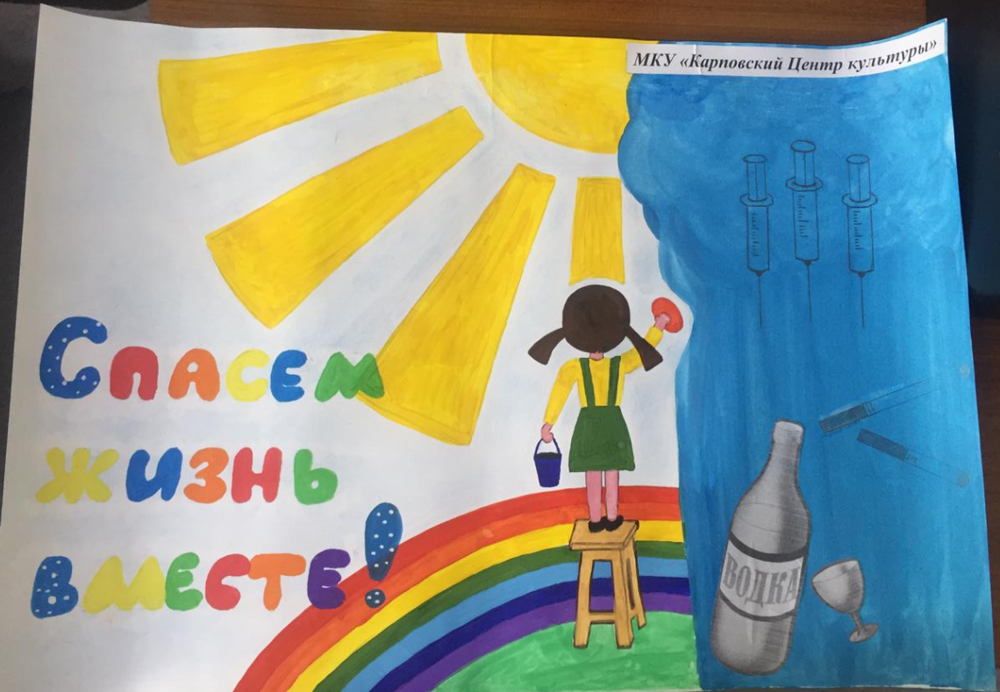 МКУ «Карповский Центр культуры»
Спасем
жизнь
вместе!
ВОДКА